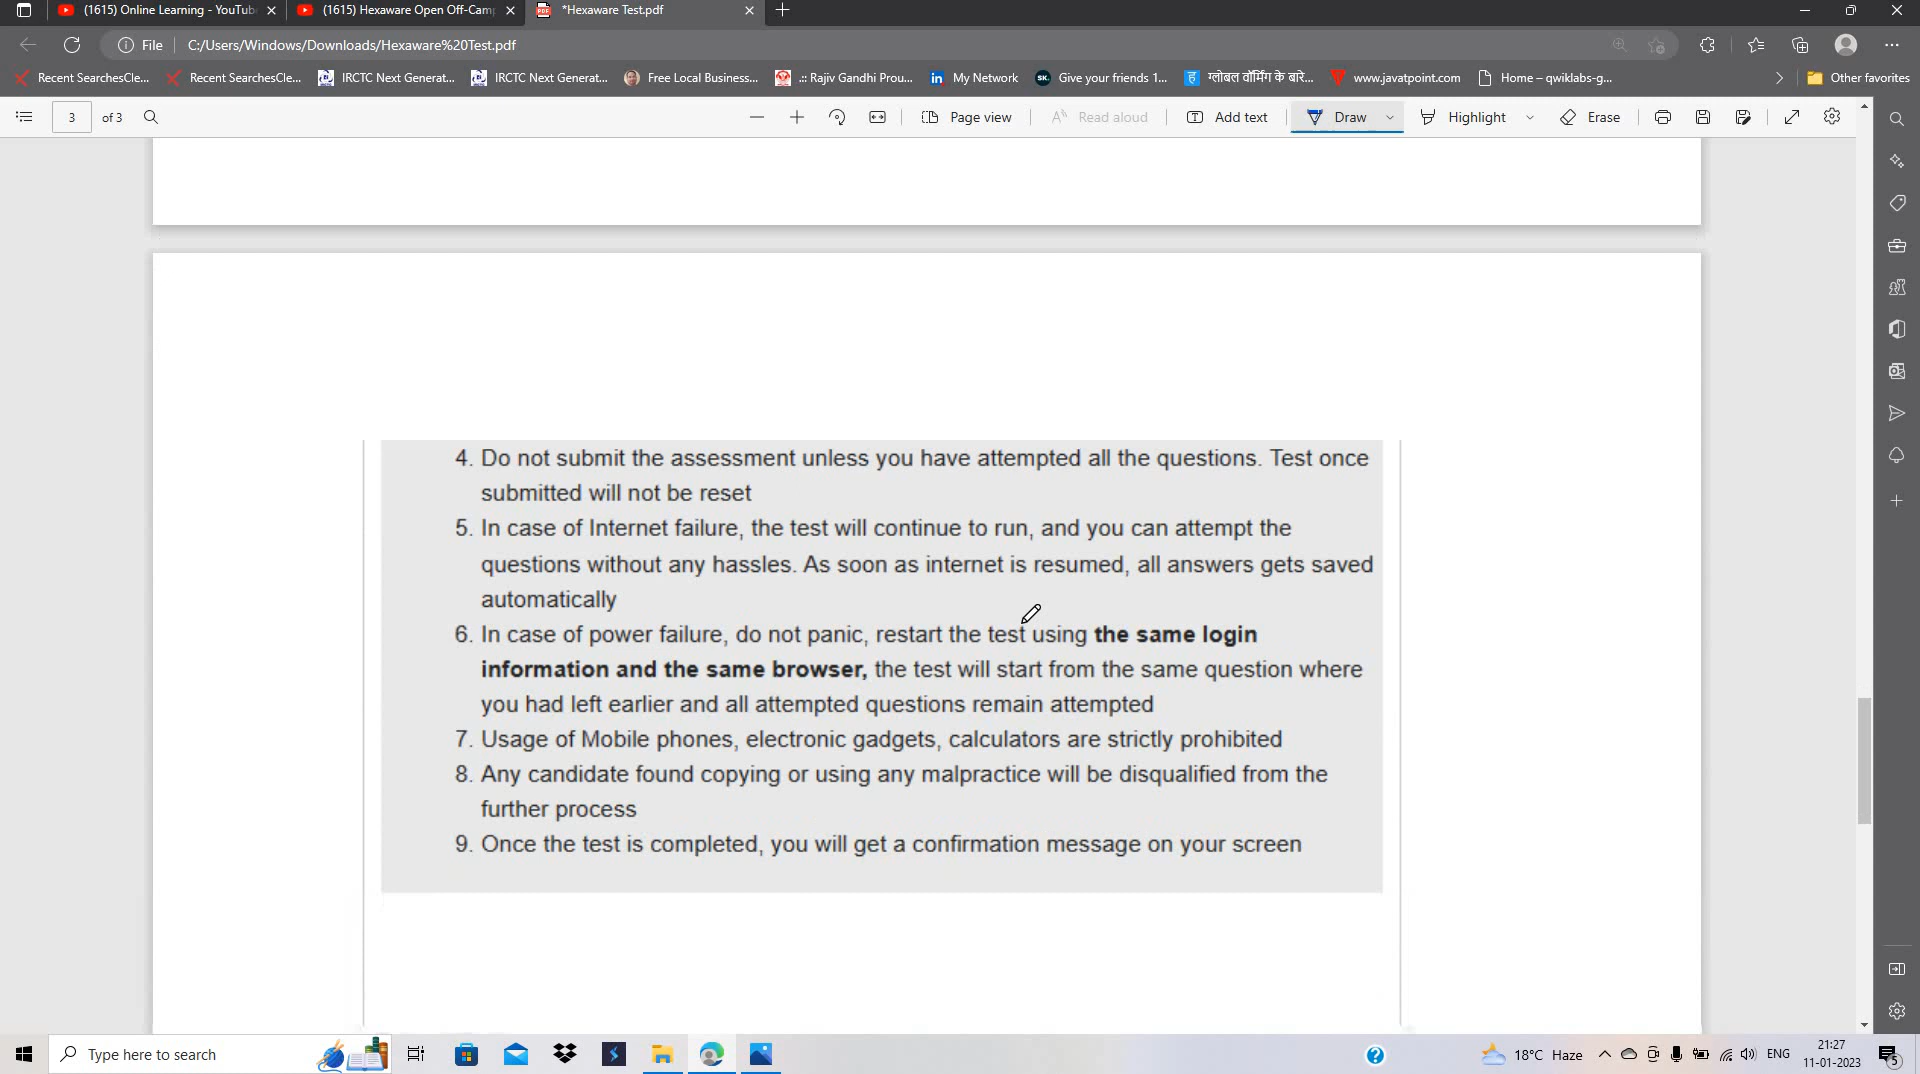 (1615) Online Learning - YouTub
(1615) Hexaware Open Off-Cam
*Hexaware Test.pdf
File
C:/Users/Windows/Downloads/Hexaware%20Test.pdf
Recent SearchesCle...
Recent SearchesCle...
IRCTC Next Generat...
IRCTC Next Generat...
Free Local Business...
.:: Rajiv Gandhi Prou...
in My Network
SK. Give your friends 1...
हिं ग्लोबल वॉर्मिंग के बारे...
www.javatpoint.com
Home – qwiklabs-g...
Other favorites
3 of 3
Page view
Read aloud
Add text
Draw
Highlight
Erase
4. Do not submit the assessment unless you have attempted all the questions. Test once
submitted will not be reset
5. In case of Internet failure, the test will continue to run, and you can attempt the
questions without any hassles. As soon as internet is resumed, all answers gets saved
automatically
6. In case of power failure, do not panic, restart the test using the same login
information and the same browser, the test will start from the same question where
you had left earlier and all attempted questions remain attempted
7. Usage of Mobile phones, electronic gadgets, calculators are strictly prohibited
8. Any candidate found copying or using any malpractice will be disqualified from the
further process
9. Once the test is completed, you will get a confirmation message on your screen
Type here to search
18°C Haze
ENG
21:27
11-01-2023
5